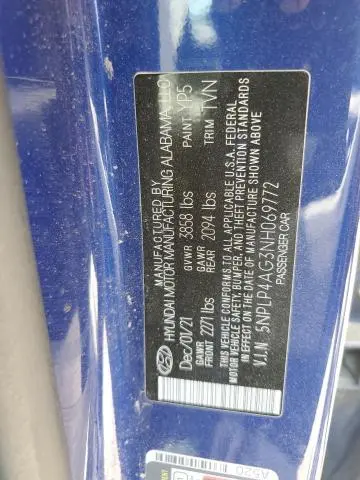 MANUFACTURED BY
HYUNDAI MOTOR MANUFACTURING ALABAMA, LLC
Dec/07/21 GVWR 3858 lbs PAINT YP5
GAWR FRONT 2271 lbs GAWR REAR 2094 lbs TRIM TVN
THIS VEHICLE CONFORMS TO ALL APPLICABLE U.S.A. FEDERAL
MOTOR VEHICLE SAFETY, BUMPER, AND THEFT PREVENTION STANDARDS
IN EFFECT ON THE DATE OF MANUFACTURE SHOWN ABOVE
V.I.N. 5NPLP4AG3NH069772
PASSENGER CAR
A520